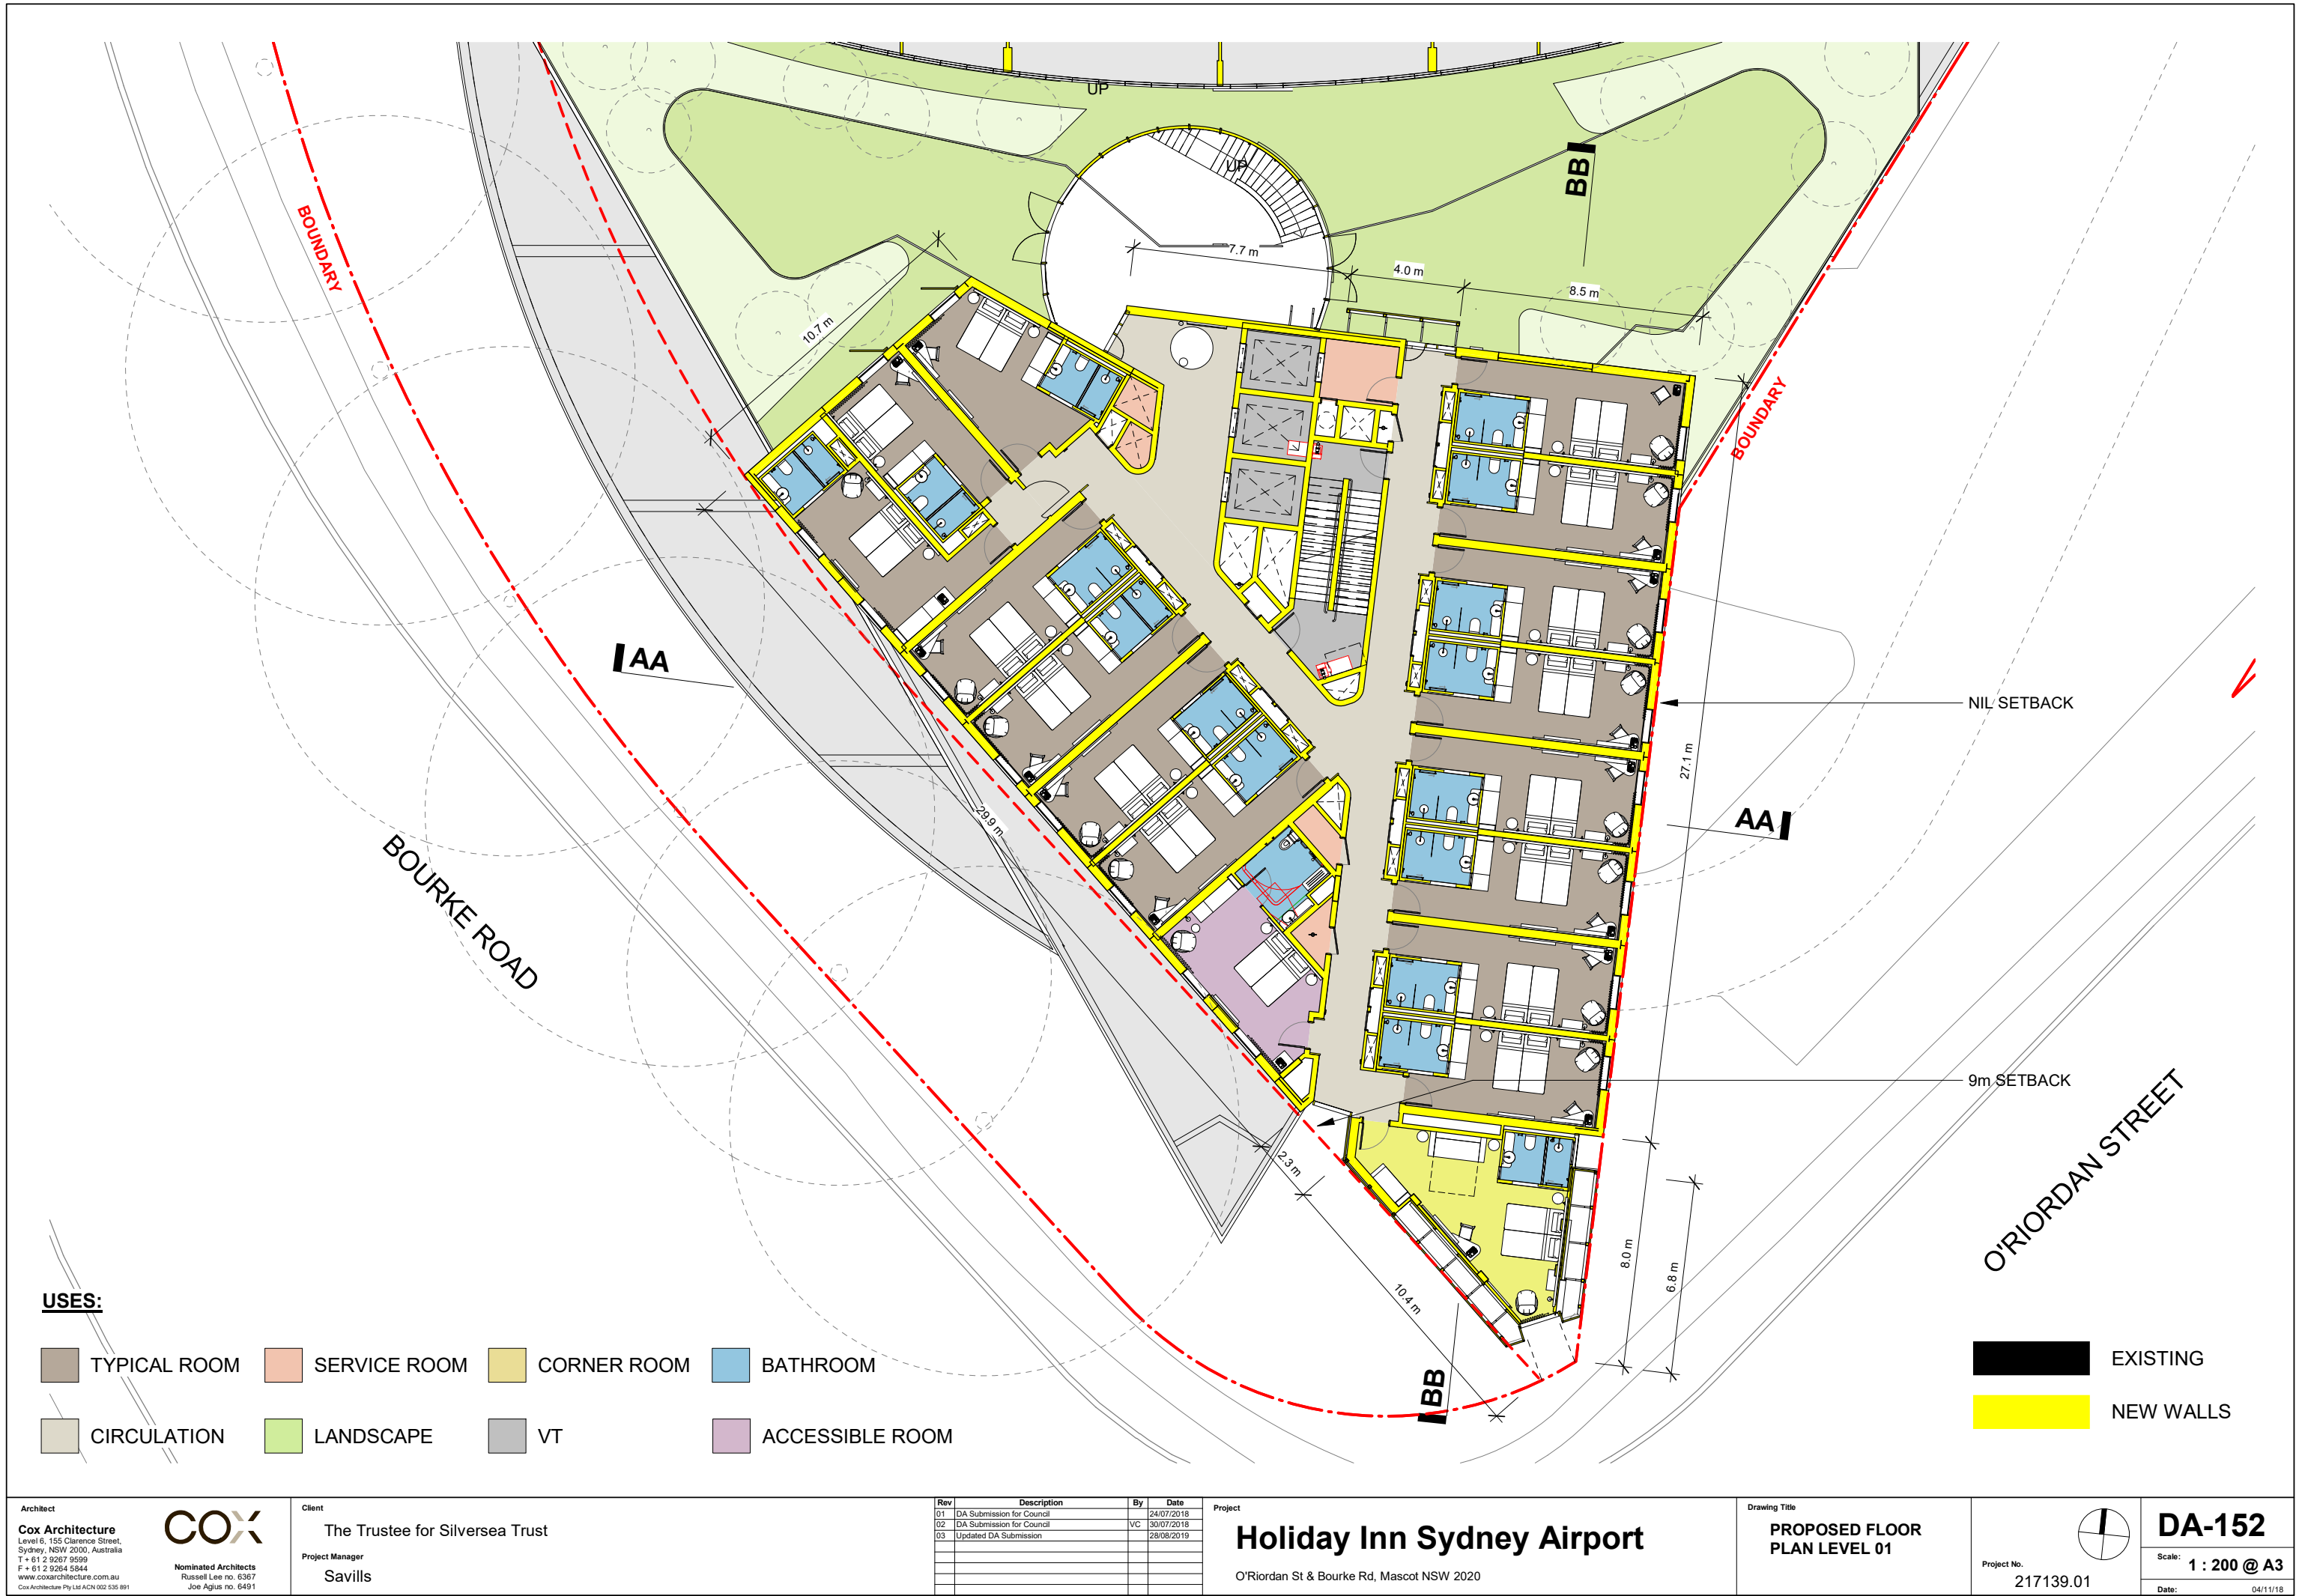 UP
UP
BB
BOUNDARY
7.7 m
4.0 m
8.5 m
10.7 m
BOUNDARY
AA
NIL SETBACK
27.1 m
AA
29.9 m
BOURKE ROAD
9m SETBACK
O'RIORDAN STREET
2.3 m
8.0 m
6.8 m
10.4 m
BB
USES:
TYPICAL ROOM
SERVICE ROOM
CORNER ROOM
BATHROOM
CIRCULATION
LANDSCAPE
VT
ACCESSIBLE ROOM
EXISTING
NEW WALLS
Architect
Cox Architecture
Level 6, 155 Clarence Street,
Sydney, NSW 2000, Australia
T + 61 2 9267 9599
F + 61 2 9264 5844
www.coxarchitecture.com.au
Cox Architecture Pty Ltd ACN 002 535 891
COX
Nominated Architects
Russell Lee no. 6367
Joe Agius no. 6491
Client
The Trustee for Silversea Trust
Project Manager
Savills
Rev Description By Date
01 DA Submission for Council 24/07/2018
02 DA Submission for Council VC 30/07/2018
03 Updated DA Submission 28/08/2019
Project
Holiday Inn Sydney Airport
O'Riordan St & Bourke Rd, Mascot NSW 2020
Drawing Title
PROPOSED FLOOR
PLAN LEVEL 01
Project No.
217139.01
DA-152
Scale: 1 : 200 @ A3
Date: 04/11/18